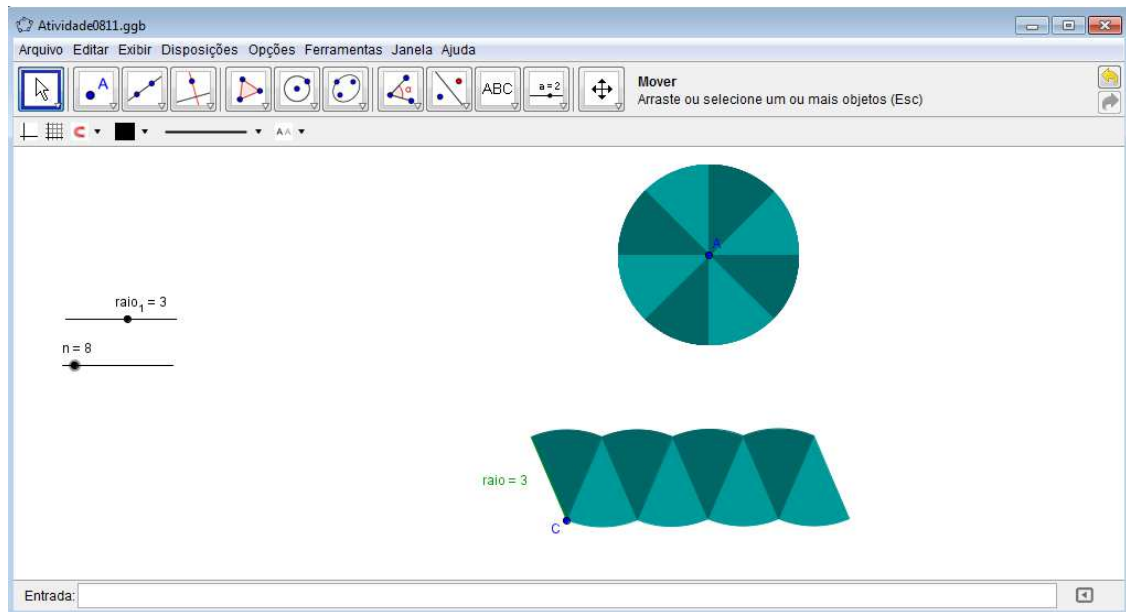 Atividade0811.ggb
Arquivo Editar Exibir Disposições Opções Ferramentas Janela Ajuda
A
α
ABC
a=2
Mover
Arraste ou selecione um ou mais objetos (Esc)
AA
A
raio1 = 3
n = 8
raio = 3
C
Entrada: